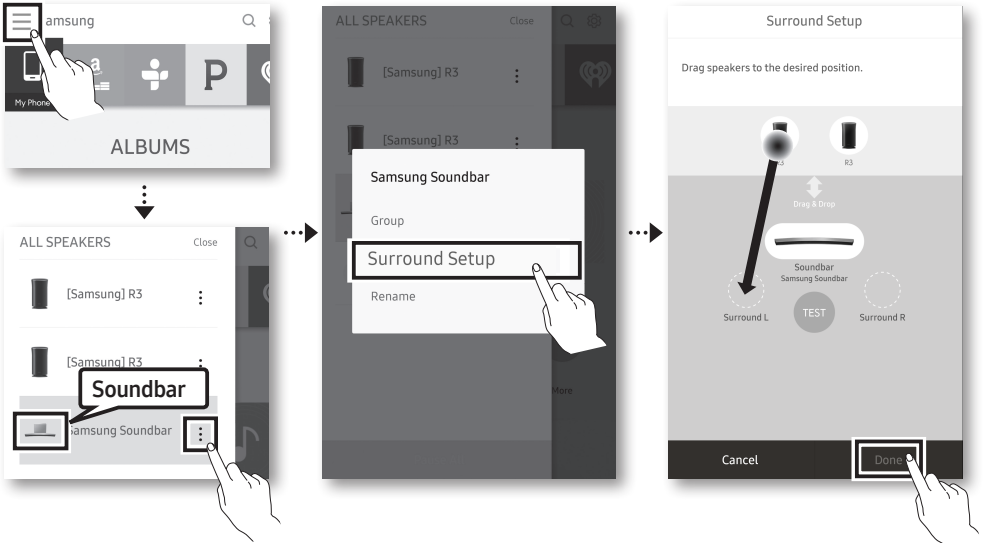 amsung
a
P
My Phone
ALBUMS
ALL SPEAKERS Close
[Samsung] R3
[Samsung] R3
Soundbar
Samsung Soundbar
ALL SPEAKERS Close
[Samsung] R3
[Samsung] R3
Samsung Soundbar
Group
Surround Setup
Rename
More
Surround Setup
Drag speakers to the desired position.
R3 R3
Drag & Drop
Soundbar
Samsung Soundbar
Surround L TEST Surround R
Cancel Done